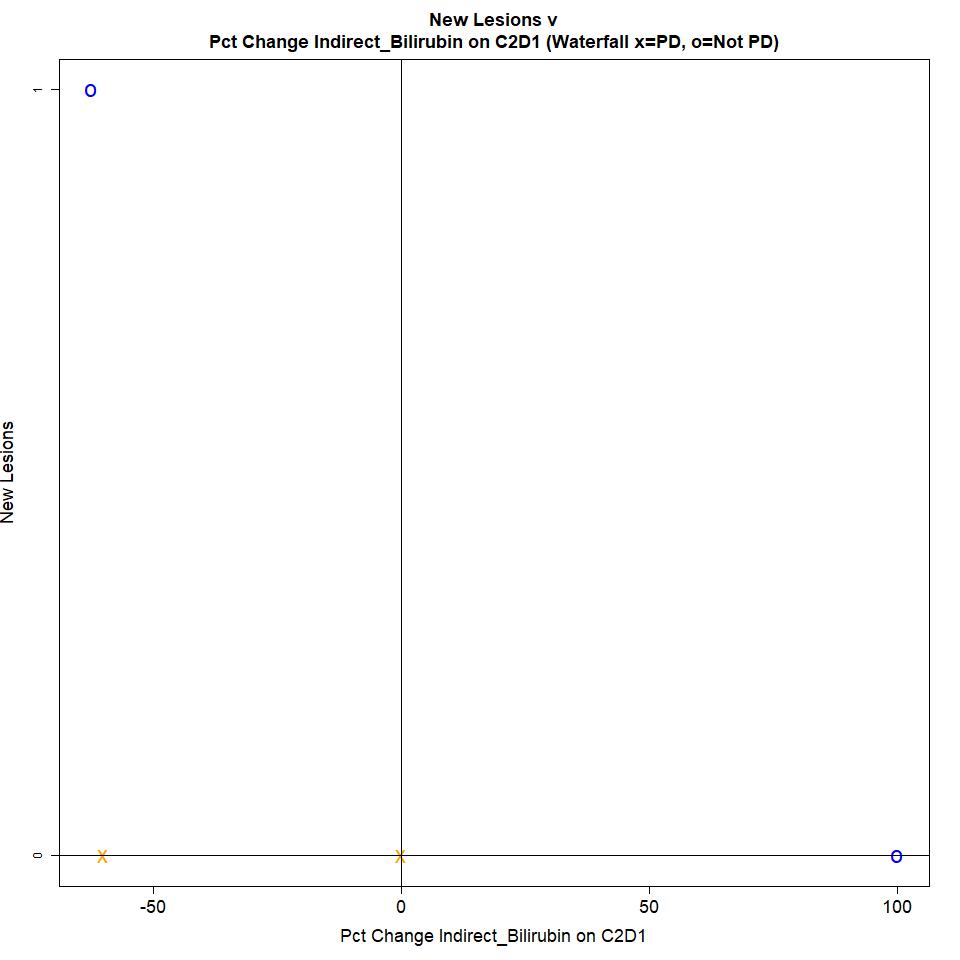 New Lesions v
Pct Change Indirect_Bilirubin on C2D1 (Waterfall x=PD, o=Not PD)
1
o
New Lesions
0
x
x
o
-50
0
50
100
Pct Change Indirect_Bilirubin on C2D1